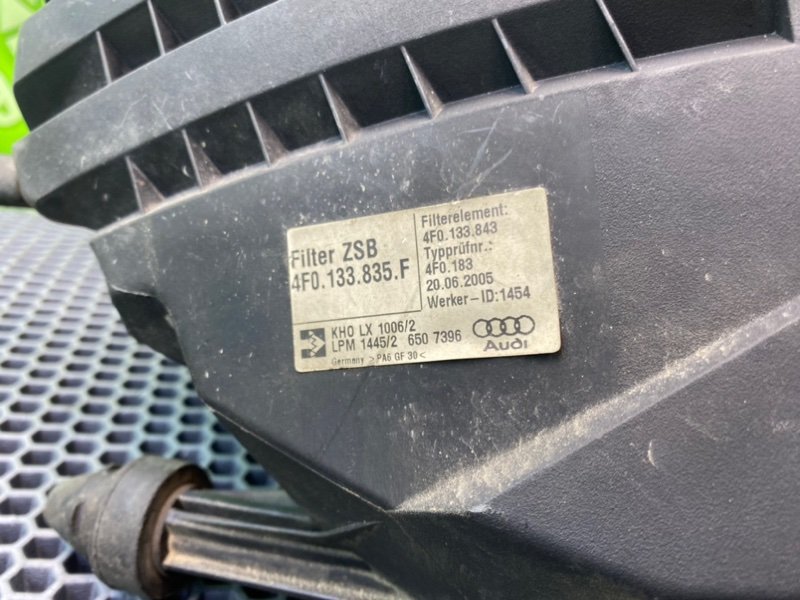 Filter ZSB
4F0.133.835.F
Filterelement:
4F0.133.843
Typprüfnr.:
4F0.183
20.06.2005
Werker-ID:1454
KHO LX 1006/2
LPM 1445/2 650 7396
Germany >PA6 GF 30<
Audi